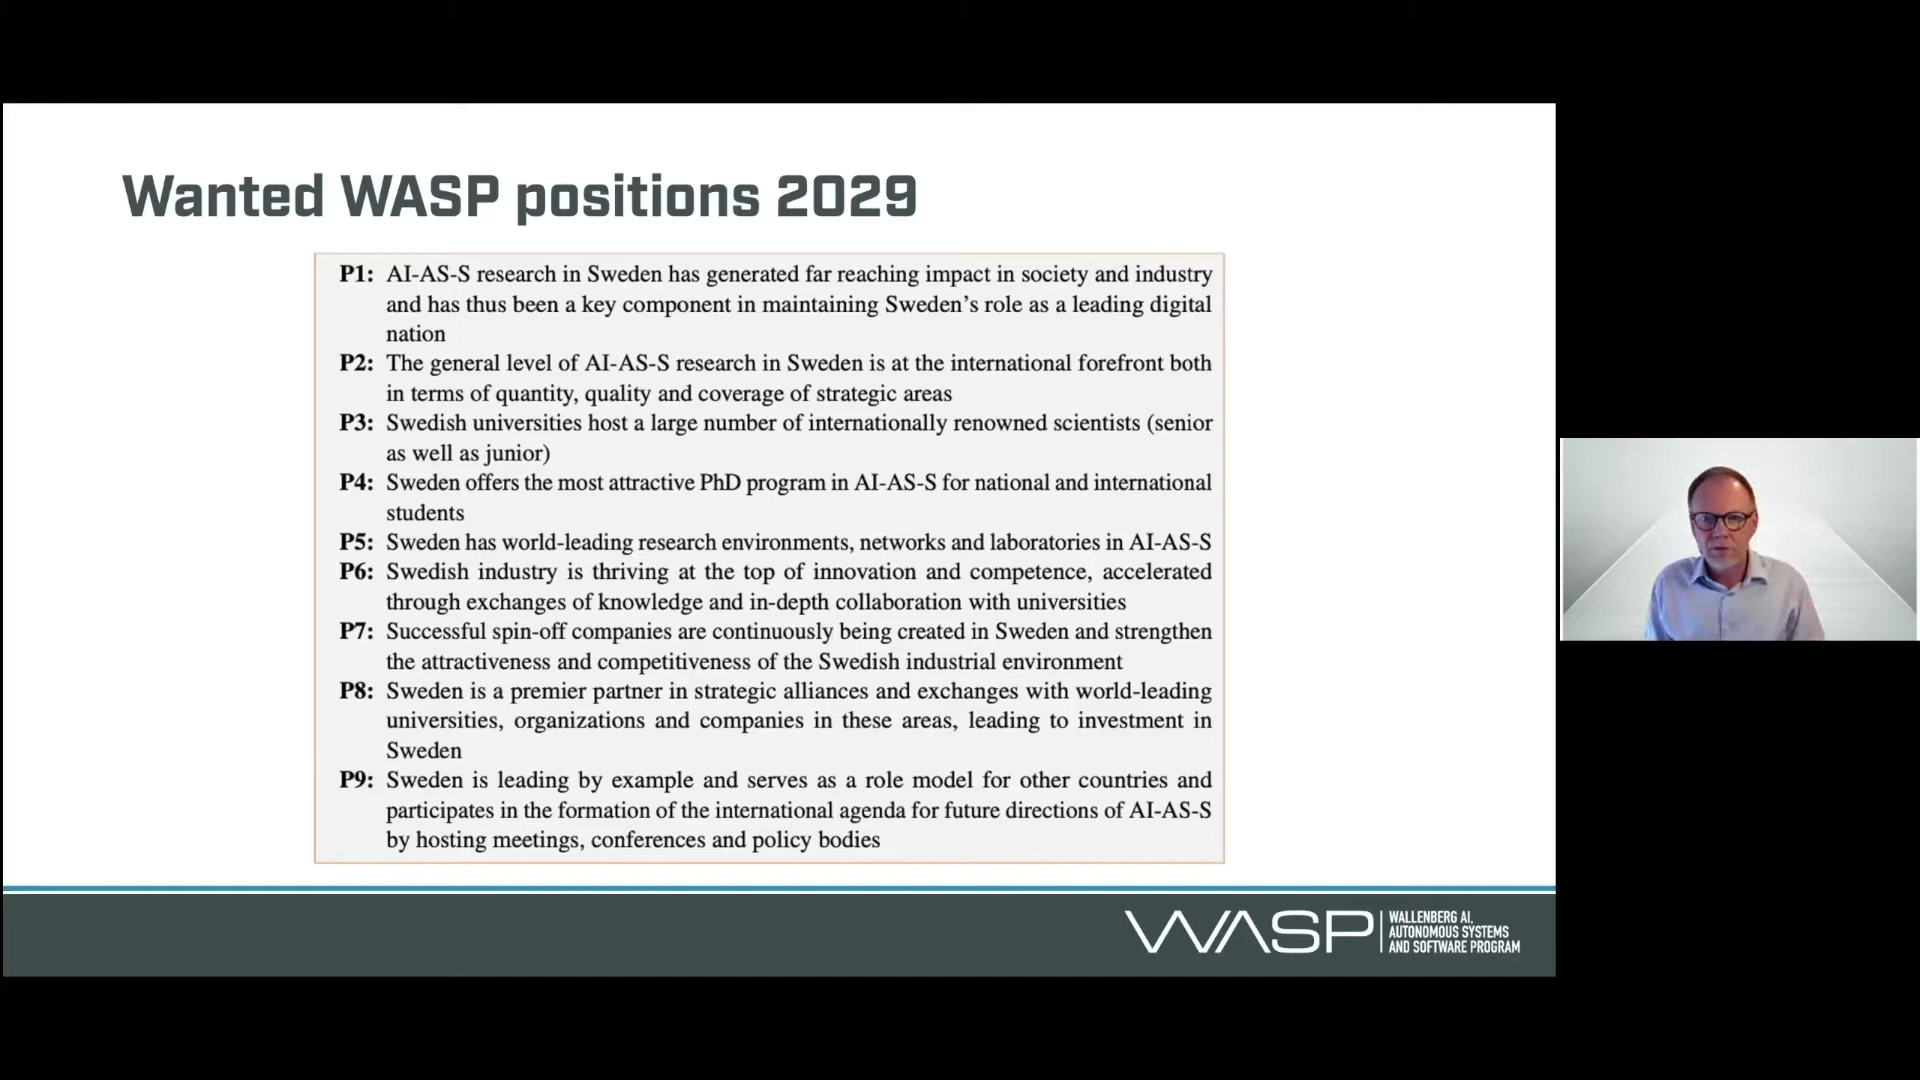 Wanted WASP positions 2029
P1: AI-AS-S research in Sweden has generated far reaching impact in society and industry
and has thus been a key component in maintaining Sweden’s role as a leading digital
nation
P2: The general level of AI-AS-S research in Sweden is at the international forefront both
in terms of quantity, quality and coverage of strategic areas
P3: Swedish universities host a large number of internationally renowned scientists (senior
as well as junior)
P4: Sweden offers the most attractive PhD program in AI-AS-S for national and international
students
P5: Sweden has world-leading research environments, networks and laboratories in AI-AS-S
P6: Swedish industry is thriving at the top of innovation and competence, accelerated
through exchanges of knowledge and in-depth collaboration with universities
P7: Successful spin-off companies are continuously being created in Sweden and strengthen
the attractiveness and competitiveness of the Swedish industrial environment
P8: Sweden is a premier partner in strategic alliances and exchanges with world-leading
universities, organizations and companies in these areas, leading to investment in
Sweden
P9: Sweden is leading by example and serves as a role model for other countries and
participates in the formation of the international agenda for future directions of AI-AS-S
by hosting meetings, conferences and policy bodies
WASP
WALLENBERG AI,
AUTONOMOUS SYSTEMS
AND SOFTWARE PROGRAM